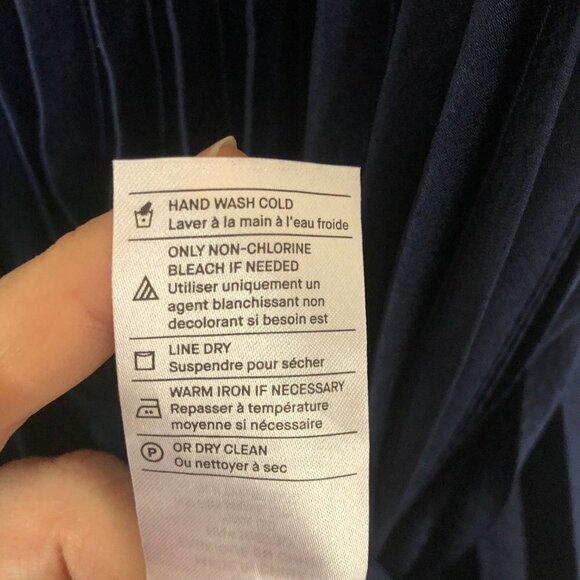 HAND WASH COLD
Laver à la main à l'eau froide
ONLY NON-CHLORINE
BLEACH IF NEEDED
Utiliser uniquement un
agent blanchissant non
decolorant si besoin est
LINE DRY
Suspendre pour sécher
WARM IRON IF NECESSARY
Repasser à température
moyenne si nécessaire
P OR DRY CLEAN
Ou nettoyer à sec